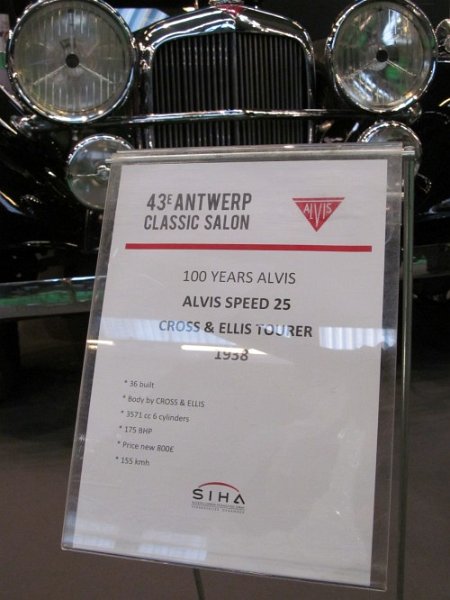 43E ANTWERP
CLASSIC SALON
ALVIS
100 YEARS ALVIS
ALVIS SPEED 25
CROSS & ELLIS TOURER
1938
* 36 built
* Body by CROSS & ELLIS
* 3571 cc 6 cylinders
* 175 BHP
* Price new 800£
* 155 kmh
SIHA